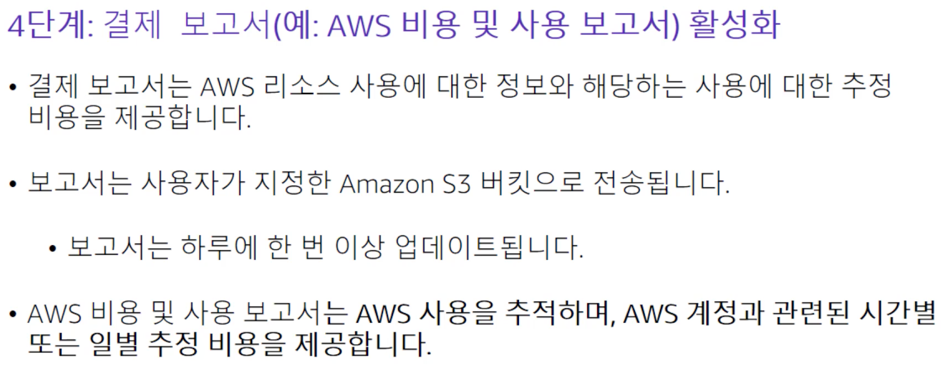 4단계: 결제 보고서(예: AWS 비용 및 사용 보고서) 활성화
• 결제 보고서는 AWS 리소스 사용에 대한 정보와 해당하는 사용에 대한 추정
비용을 제공합니다.
• 보고서는 사용자가 지정한 Amazon S3 버킷으로 전송됩니다.
• 보고서는 하루에 한 번 이상 업데이트됩니다.
• AWS 비용 및 사용 보고서는 AWS 사용을 추적하며, AWS 계정과 관련된 시간별
또는 일별 추정 비용을 제공합니다.